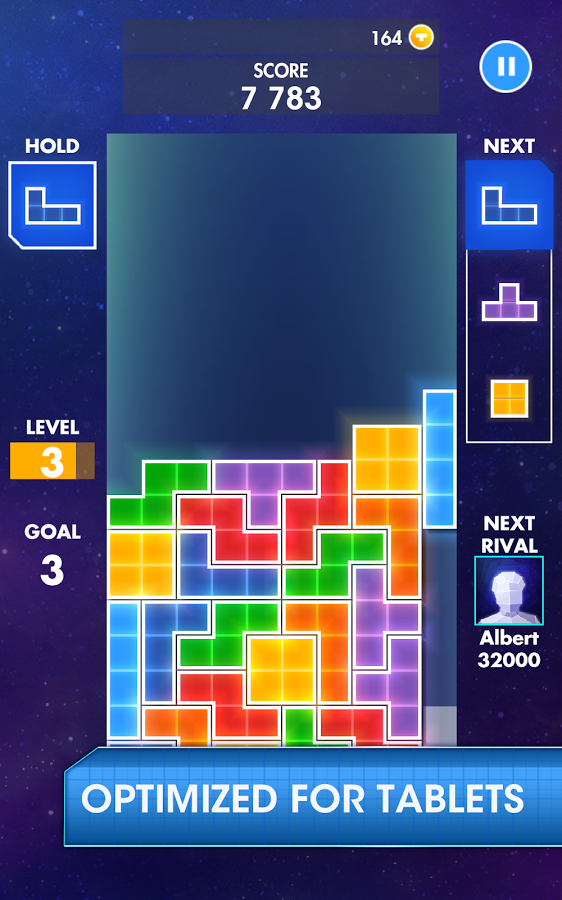 164
SCORE
7 783
HOLD
NEXT
LEVEL
3
GOAL
3
NEXT
RIVAL
Albert
32000
OPTIMIZED FOR TABLETS